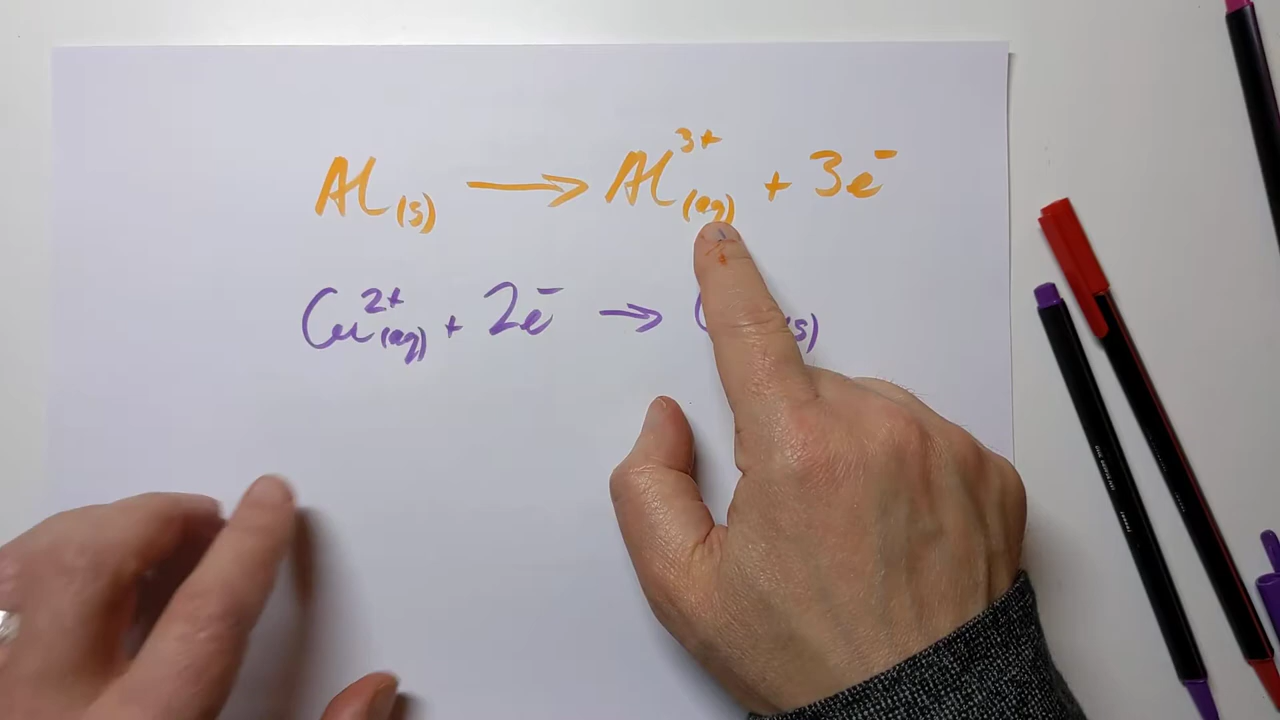 Al(s) → Al³⁺(aq) + 3e⁻
Cu²⁺(aq) + 2e⁻ → (s)